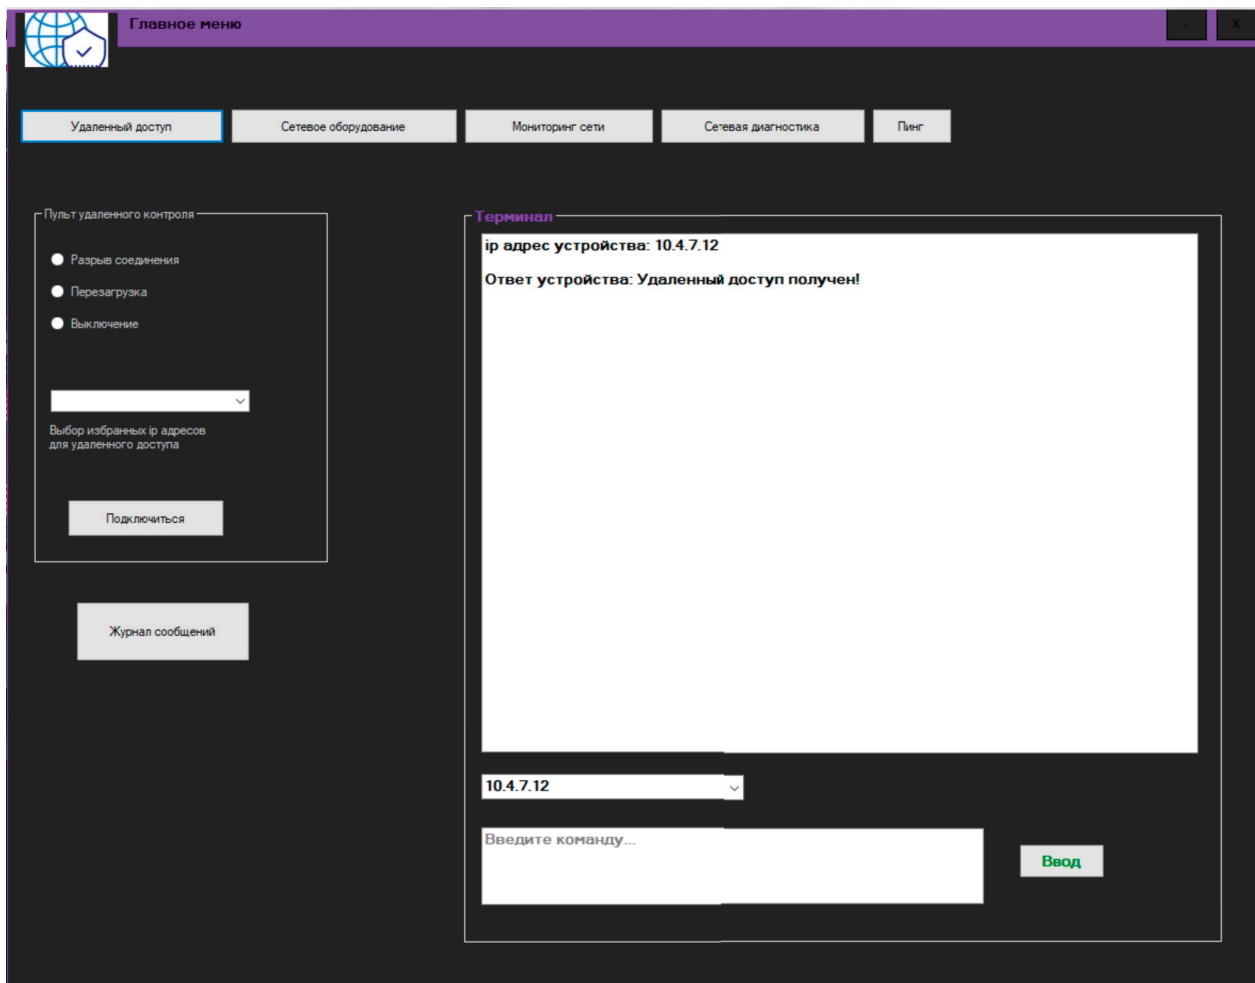 Главное меню
- X
Удаленный доступ
Сетевое оборудование
Мониторинг сети
Сетевая диагностика
Пинг
Пульт удаленного контроля
Разрыв соединения
Перезагрузка
Выключение
Выбор избранных ip адресов
для удаленного доступа
Подключиться
Журнал сообщений
Терминал
ip адрес устройства: 10.4.7.12
Ответ устройства: Удаленный доступ получен!
10.4.7.12
Введите команду...
Ввод